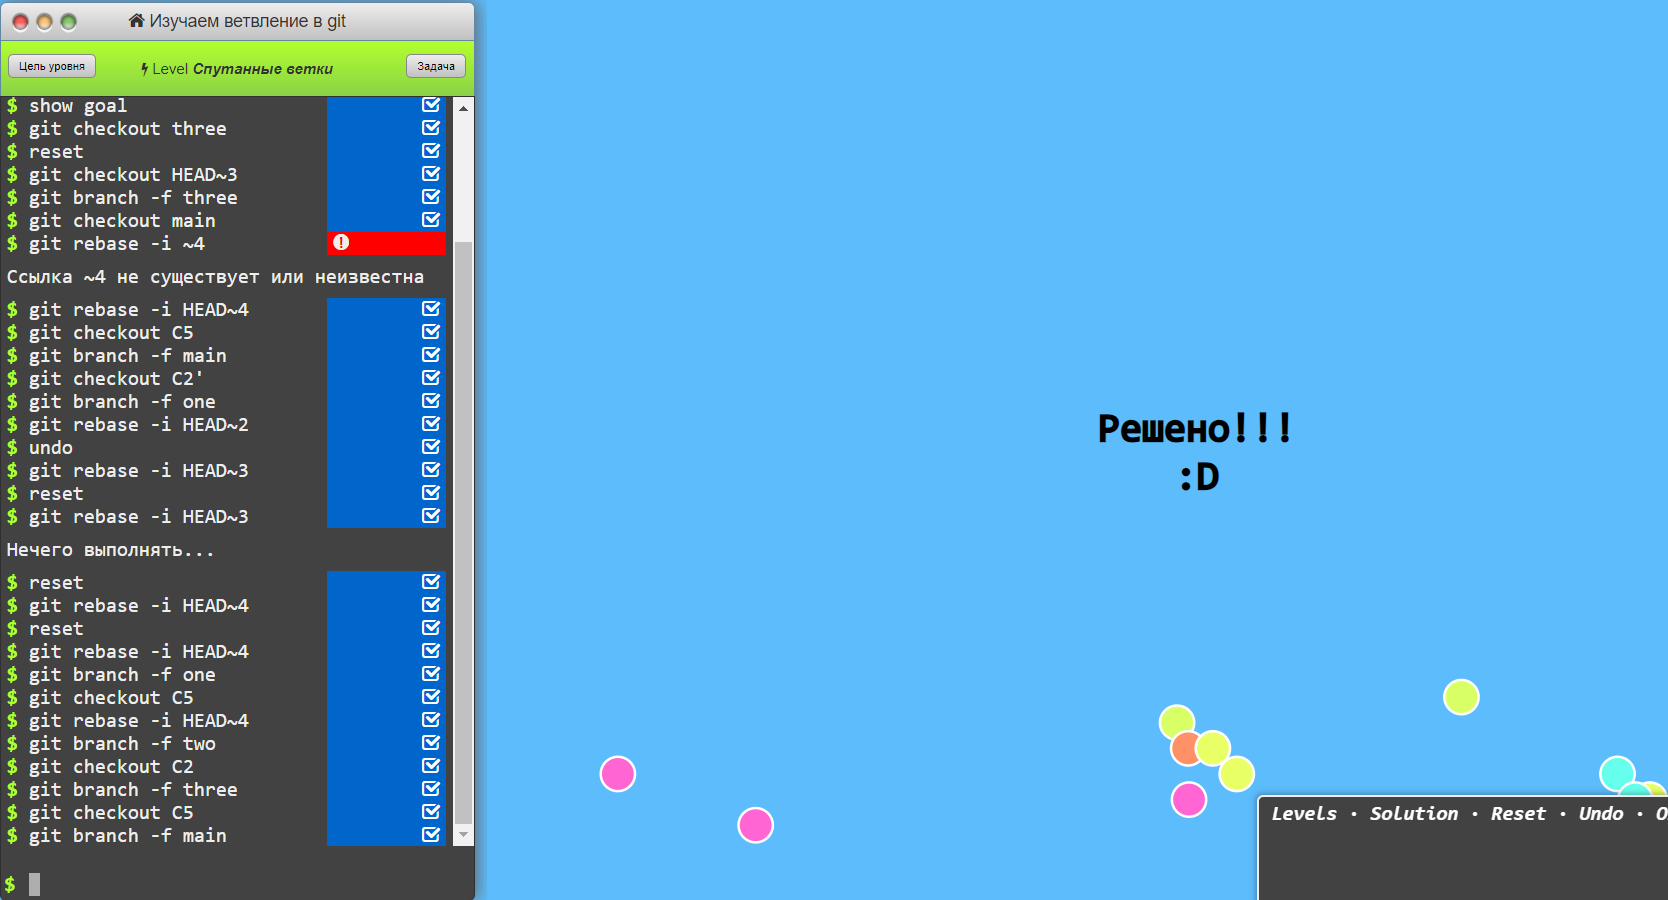 Изучаем ветвление в git
Цель уровня
Level Спутанные ветки
Задача
$ show goal
$ git checkout three
$ reset
$ git checkout HEAD~3
$ git branch -f three
$ git checkout main
$ git rebase -i ~4
Ссылка ~4 не существует или неизвестна
$ git rebase -i HEAD~4
$ git checkout C5
$ git branch -f main
$ git checkout C2'
$ git branch -f one
$ git rebase -i HEAD~2
$ undo
$ git rebase -i HEAD~3
$ reset
$ git rebase -i HEAD~3
Нечего выполнять...
$ reset
$ git rebase -i HEAD~4
$ reset
$ git rebase -i HEAD~4
$ git branch -f one
$ git checkout C5
$ git rebase -i HEAD~4
$ git branch -f two
$ git checkout C2
$ git branch -f three
$ git checkout C5
$ git branch -f main
$
Решено!!!
:D
Levels · Solution · Reset · Undo ·